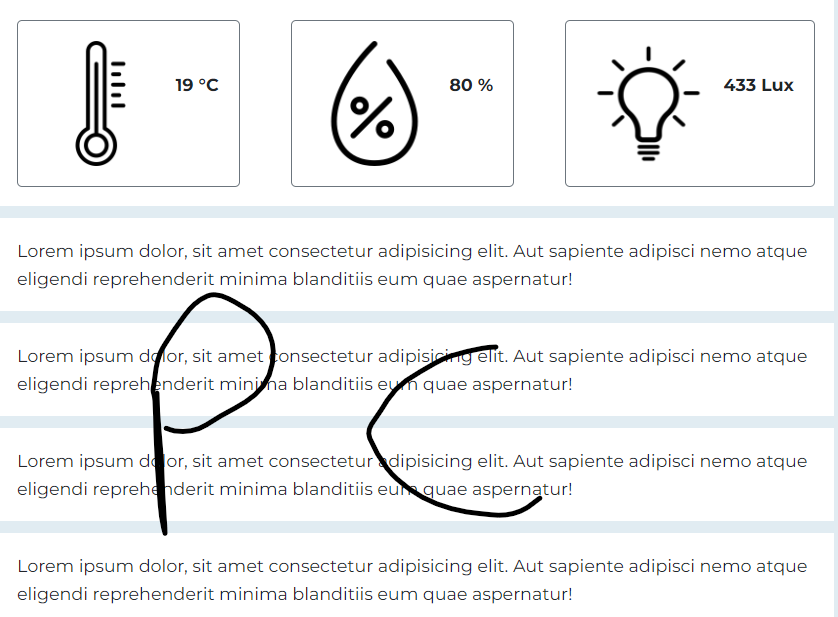 19 °C 80 % 433 Lux
Lorem ipsum dolor, sit amet consectetur adipisicing elit. Aut sapiente adipisci nemo atque
eligendi reprehenderit minima blanditiis eum quae aspernatur!
Lorem ipsum dolor, sit amet consectetur adipisicing elit. Aut sapiente adipisci nemo atque
eligendi reprehenderit minima blanditiis eum quae aspernatur!
PC
Lorem ipsum dolor, sit amet consectetur adipisicing elit. Aut sapiente adipisci nemo atque
eligendi reprehenderit minima blanditiis eum quae aspernatur!
Lorem ipsum dolor, sit amet consectetur adipisicing elit. Aut sapiente adipisci nemo atque
eligendi reprehenderit minima blanditiis eum quae aspernatur!